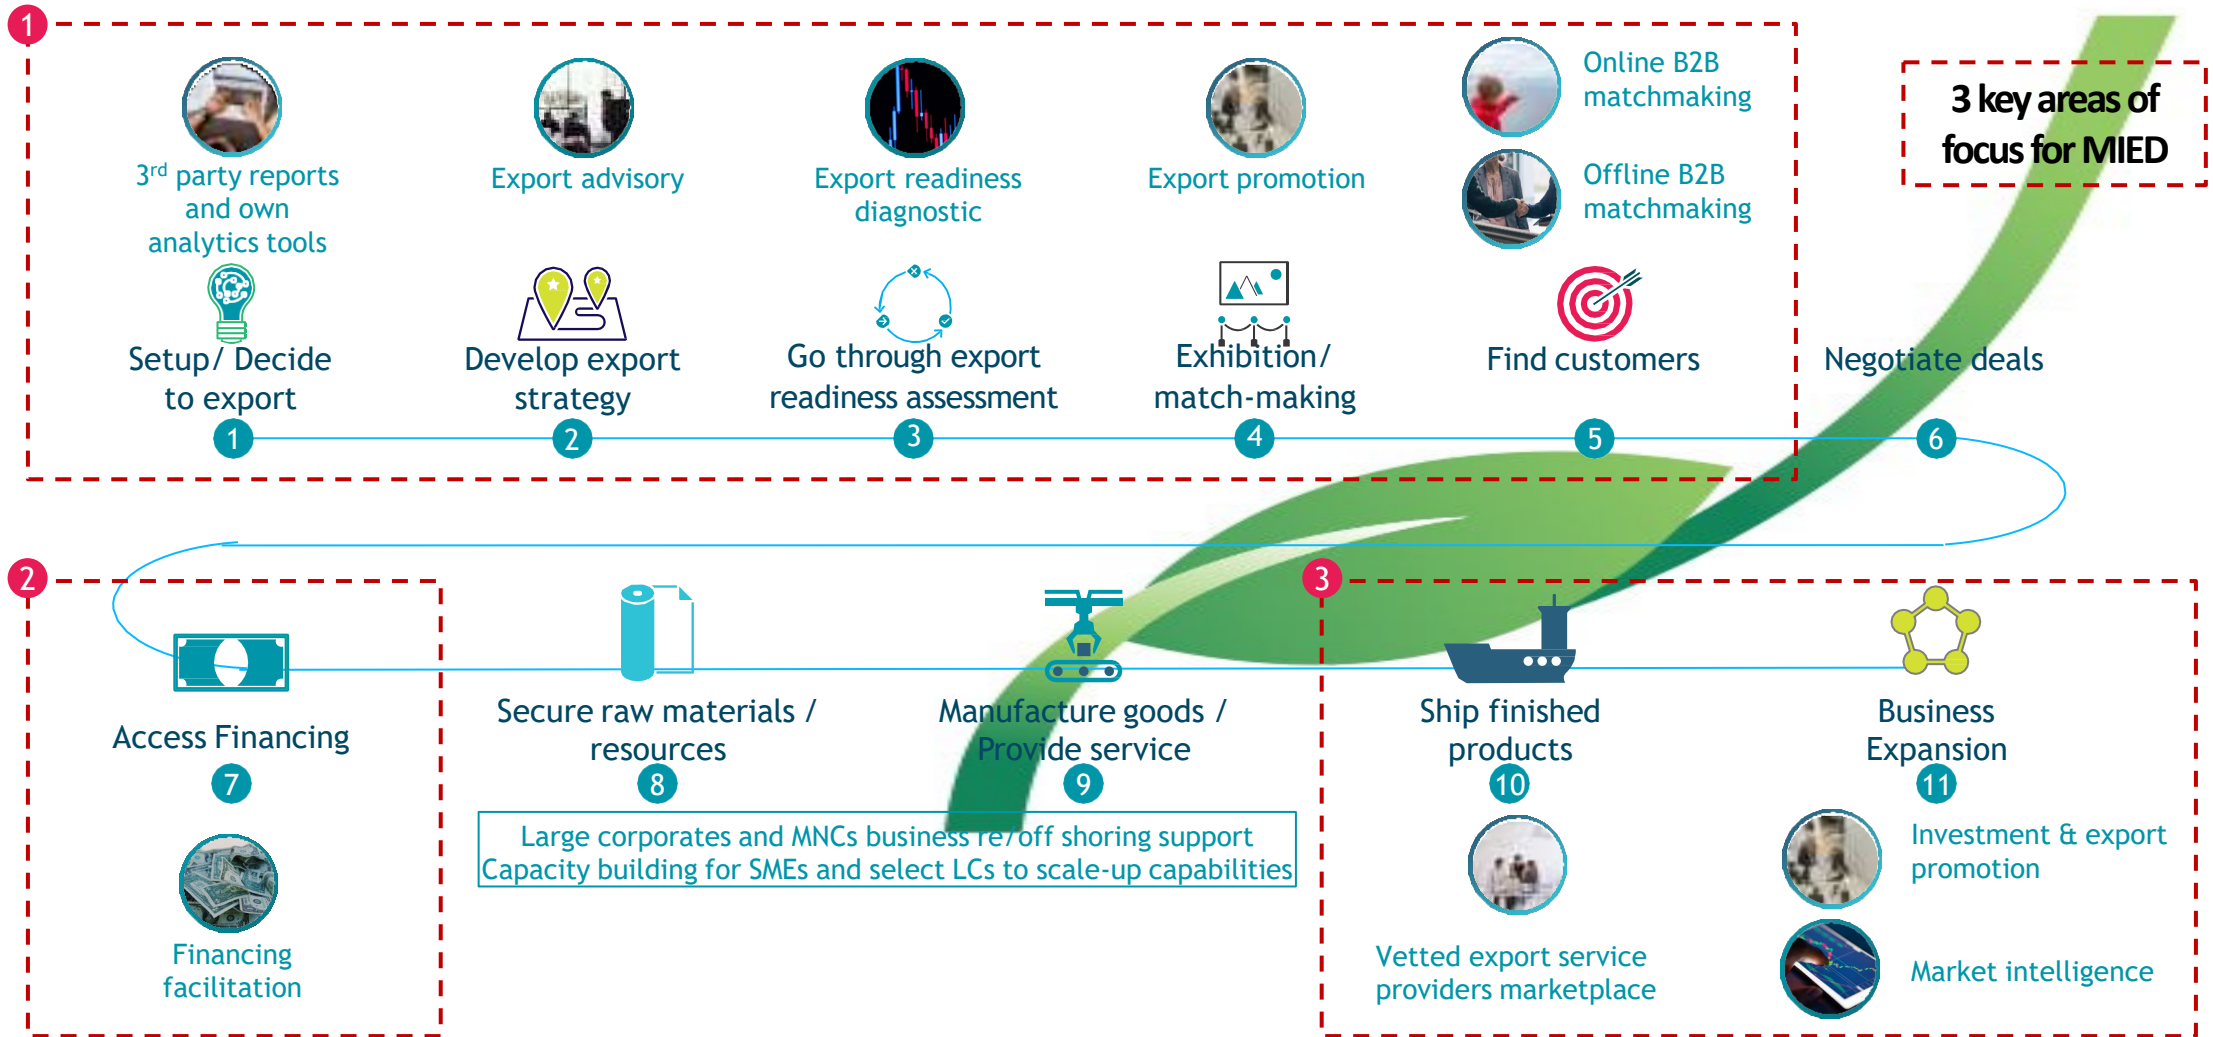 1
3rd party reports
and own
analytics tools
Export advisory
Export readiness
diagnostic
Export promotion
Online B2B
matchmaking
Offline B2B
matchmaking
3 key areas of
focus for MIED
Setup/ Decide
to export
1
Develop export
strategy
2
Go through export
readiness assessment
3
Exhibition/
match-making
4
Find customers
5
Negotiate deals
6
2
Access Financing
7
Financing
facilitation
Secure raw materials /
resources
8
Manufacture goods /
Provide service
9
Large corporates and MNCs business re/off shoring support
Capacity building for SMEs and select LCs to scale-up capabilities
3
Ship finished
products
10
Vetted export service
providers marketplace
Business
Expansion
11
Investment & export
promotion
Market intelligence